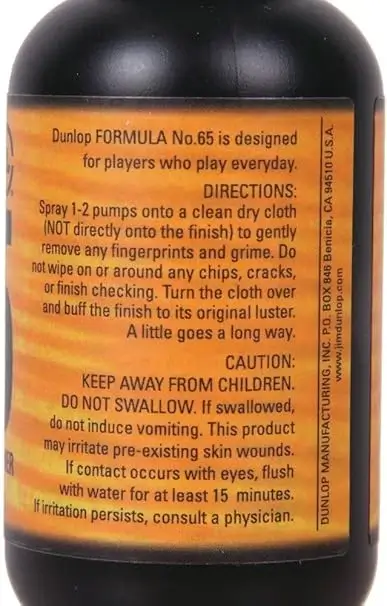 Dunlop FORMULA No.65 is designed
for players who play everyday.
DIRECTIONS:
Spray 1-2 pumps onto a clean dry cloth
(NOT directly onto the finish) to gently
remove any fingerprints and grime. Do
not wipe on or around any chips, cracks,
or finish checking. Turn the cloth over
and buff the finish to its original luster.
A little goes a long way.
CAUTION:
KEEP AWAY FROM CHILDREN.
DO NOT SWALLOW. If swallowed,
do not induce vomiting. This product
may irritate pre-existing skin wounds.
If contact occurs with eyes, flush
with water for at least 15 minutes.
If irritation persists, consult a physician.
DUNLOP MANUFACTURING, INC. P.O. BOX 846 Benicia, CA 94510 U.S.A.
www.jimdunlop.com